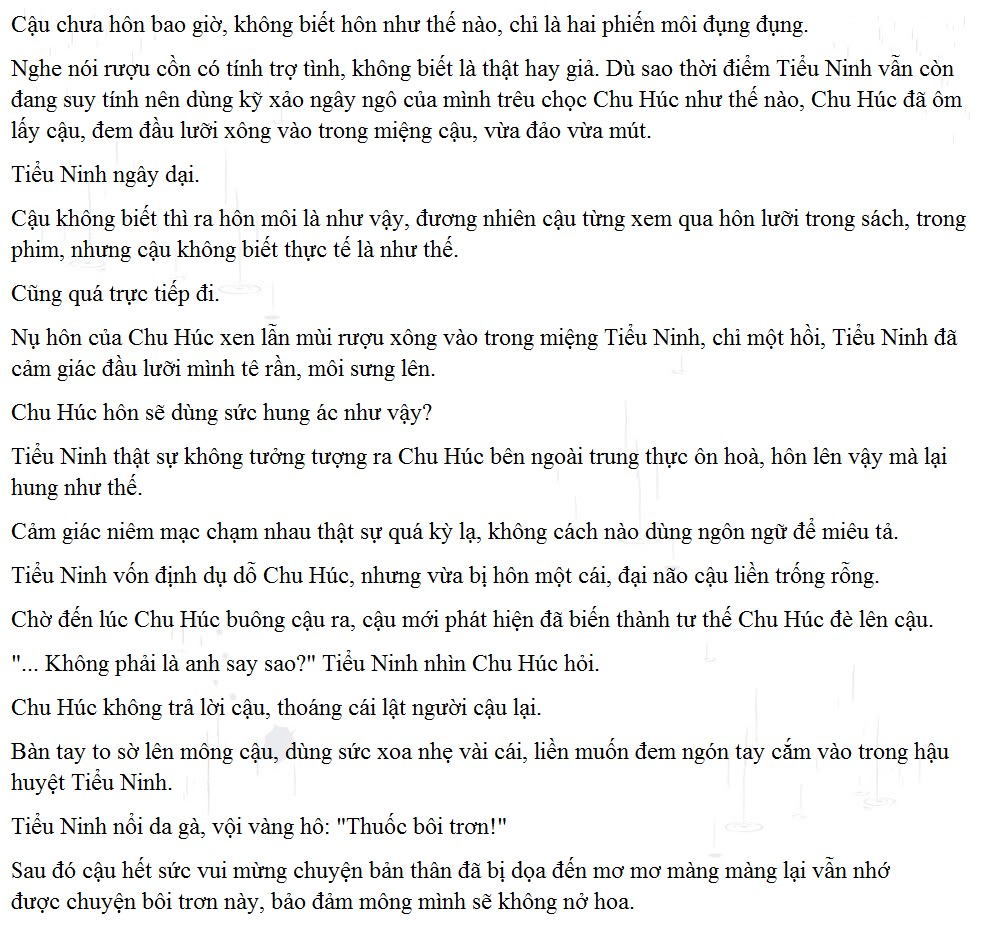 Cậu chưa hôn bao giờ, không biết hôn như thế nào, chỉ là hai phiến môi đụng đụng.
Nghe nói rượu cồn có tính trợ tình, không biết là thật hay giả. Dù sao thời điểm Tiểu Ninh vẫn còn
đang suy tính nên dùng kỹ xảo ngây ngô của mình trêu chọc Chu Húc như thế nào, Chu Húc đã ôm
lấy cậu, đem đầu lưỡi xông vào trong miệng cậu, vừa đảo vừa mút.
Tiểu Ninh ngây dại.
Cậu không biết thì ra hôn môi là như vậy, đương nhiên cậu từng xem qua hôn lưỡi trong sách, trong
phim, nhưng cậu không biết thực tế là như thế.
Cũng quá trực tiếp đi.
Nụ hôn của Chu Húc xen lẫn mùi rượu xông vào trong miệng Tiểu Ninh, chỉ một hồi, Tiểu Ninh đã
cảm giác đầu lưỡi mình tê rần, môi sưng lên.
Chu Húc hôn sẽ dùng sức hung ác như vậy?
Tiểu Ninh thật sự không tưởng tượng ra Chu Húc bên ngoài trung thực ôn hoà, hôn lên vậy mà lại
hung như thế.
Cảm giác niêm mạc chạm nhau thật sự quá kỳ lạ, không cách nào dùng ngôn ngữ để miêu tả.
Tiểu Ninh vốn định dụ dỗ Chu Húc, nhưng vừa bị hôn một cái, đại não cậu liền trống rỗng.
Chờ đến lúc Chu Húc buông cậu ra, cậu mới phát hiện đã biến thành tư thế Chu Húc đè lên cậu.
"... Không phải là anh say sao?" Tiểu Ninh nhìn Chu Húc hỏi.
Chu Húc không trả lời cậu, thoáng cái lật người cậu lại.
Bàn tay to sờ lên mông cậu, dùng sức xoa nhẹ vài cái, liền muốn đem ngón tay cắm vào trong hậu
huyệt Tiểu Ninh.
Tiểu Ninh nổi da gà, vội vàng hô: "Thuốc bôi trơn!"
Sau đó cậu hết sức vui mừng chuyện bản thân đã bị dọa đến mơ mơ màng màng lại vẫn nhớ
được chuyện bôi trơn này, bảo đảm mông mình sẽ không nở hoa.